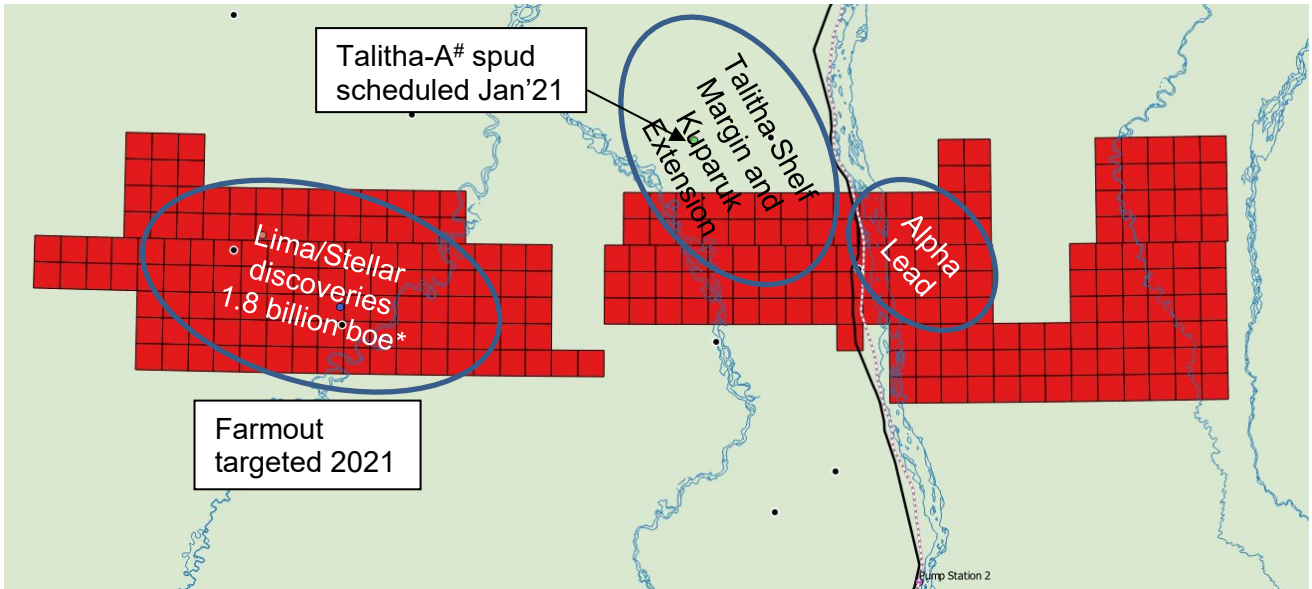 Talitha-A# spud
scheduled Jan'21
Talitha•Shelf
Margin and
Kuparuk
Extension
Alpha
Lead
Lima/Stellar
discoveries
1.8 billion boe*
Farmout
targeted 2021
Pump Station 2